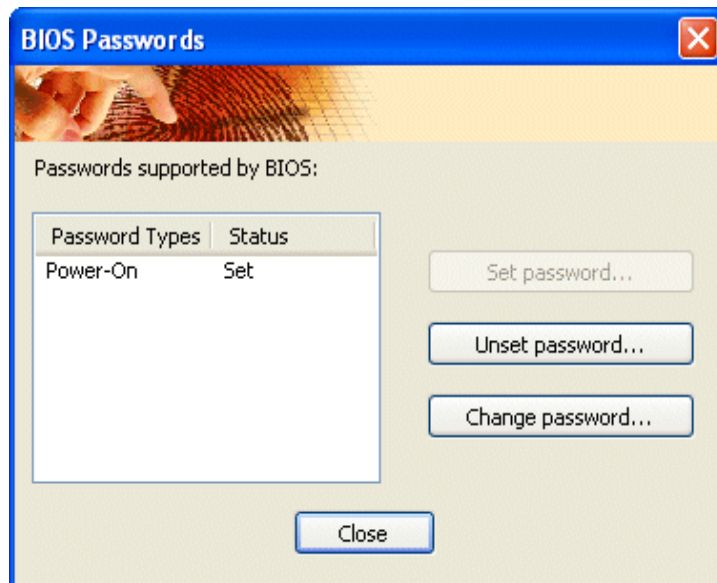 BIOS Passwords
Passwords supported by BIOS:
Password Types Status
Power-On Set
Set password...
Unset password...
Change password...
Close